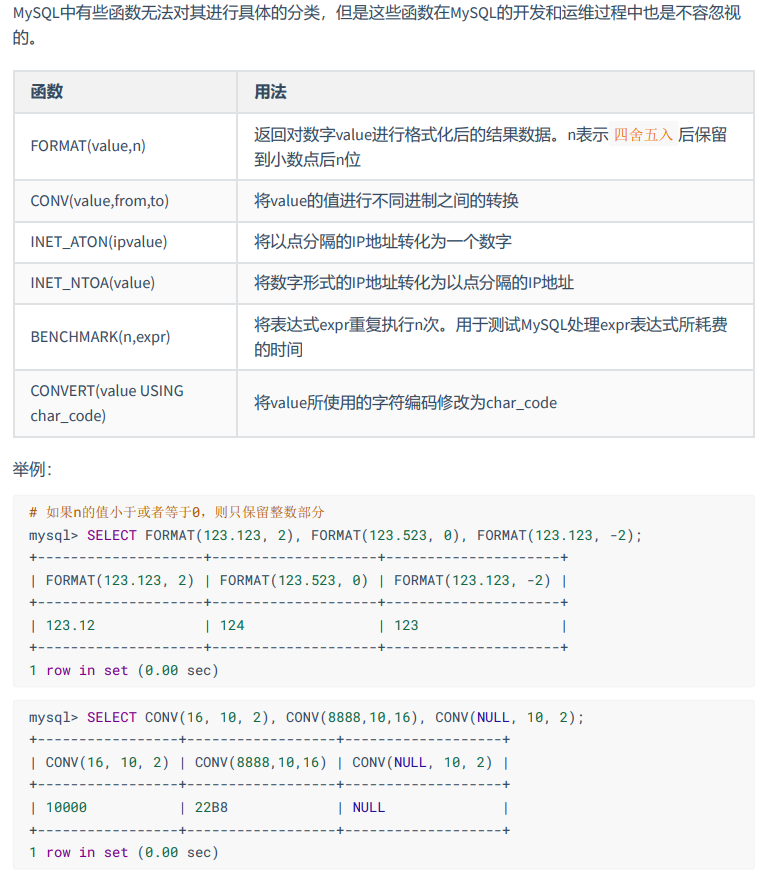 MySQL中有些函数无法对其进行具体的分类，但是这些函数在MySQL的开发和运维过程中也是不容忽视
的。
函数 用法
FORMAT(value,n) 返回对数字value进行格式化后的结果数据。n表示 四舍五入 后保留
到小数点后n位
CONV(value,from,to) 将value的值进行不同进制之间的转换
INET_ATON(ipvalue) 将以点分隔的IP地址转化为一个数字
INET_NTOA(value) 将数字形式的IP地址转化为以点分隔的IP地址
BENCHMARK(n,expr) 将表达式expr重复执行n次。用于测试MySQL处理expr表达式所耗费
的时间
CONVERT(value USING
char_code) 将value所使用的字符编码修改为char_code
举例：
# 如果n的值小于或者等于0，则只保留整数部分
mysql> SELECT FORMAT(123.123, 2), FORMAT(123.523, 0), FORMAT(123.123, -2);
+--------------------+--------------------+---------------------+
| FORMAT(123.123, 2) | FORMAT(123.523, 0) | FORMAT(123.123, -2) |
+--------------------+--------------------+---------------------+
| 123.12             | 124                | 123                 |
+--------------------+--------------------+---------------------+
1 row in set (0.00 sec)
mysql> SELECT CONV(16, 10, 2), CONV(8888,10,16), CONV(NULL, 10, 2);
+-----------------+------------------+-------------------+
| CONV(16, 10, 2) | CONV(8888,10,16) | CONV(NULL, 10, 2) |
+-----------------+------------------+-------------------+
| 10000           | 22B8             | NULL              |
+-----------------+------------------+-------------------+
1 row in set (0.00 sec)